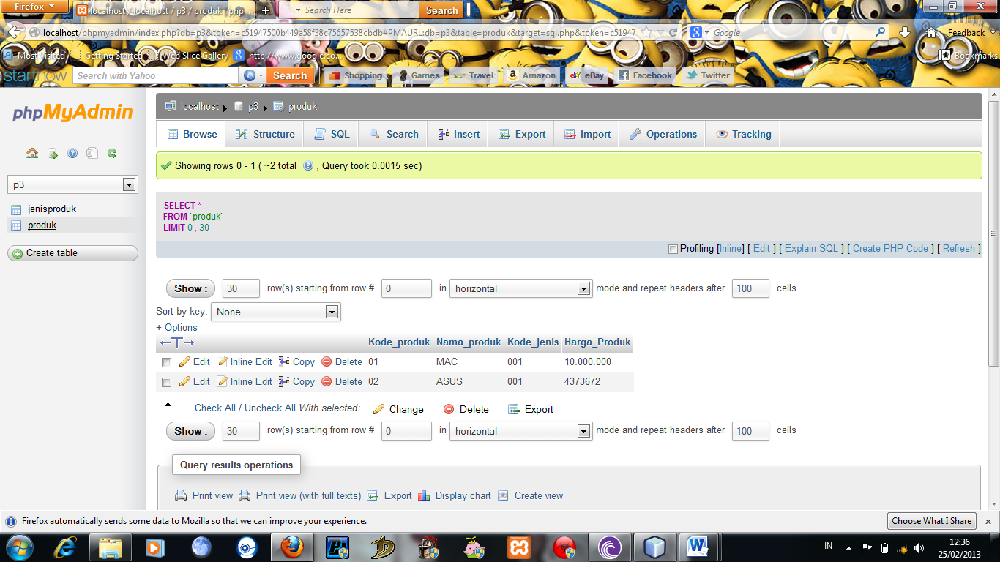 Firefox
localhost / localhost / p3 / produk | php...
Search Here
Search
localhost/phpmyadmin/index.php?db=p3&token=c51947500b449a58f38c75657538cbdb#PMAURL:db=p3&table=produk&target=sql.php&token=c51947
Google
Feedback
Most Visited
Getting Started
Web Slice Gallery
http://www.google.co...
Bookmarks
startnow
Search with Yahoo
Search
Shopping
Games
Travel
Amazon
eBay
Facebook
Twitter
phpMyAdmin
p3
jenisproduk
produk
Create table
localhost
p3
produk
Browse
Structure
SQL
Search
Insert
Export
Import
Operations
Tracking
Showing rows 0 - 1 ( ~2 total , Query took 0.0015 sec)
SELECT *
FROM `produk`
LIMIT 0 , 30
Profiling [Inline] [ Edit ] [ Explain SQL ] [ Create PHP Code ] [ Refresh ]
Show : 30 row(s) starting from row # 0 in horizontal mode and repeat headers after 100 cells
Sort by key: None
+ Options
Kode_produk Nama_produk Kode_jenis Harga_Produk
Edit Inline Edit Copy Delete 01 MAC 001 10.000.000
Edit Inline Edit Copy Delete 02 ASUS 001 4373672
Check All / Uncheck All With selected: Change Delete Export
Show : 30 row(s) starting from row # 0 in horizontal mode and repeat headers after 100 cells
Query results operations
Print view Print view (with full texts) Export Display chart Create view
Firefox automatically sends some data to Mozilla so that we can improve your experience.
Choose What I Share
IN
12:36
25/02/2013